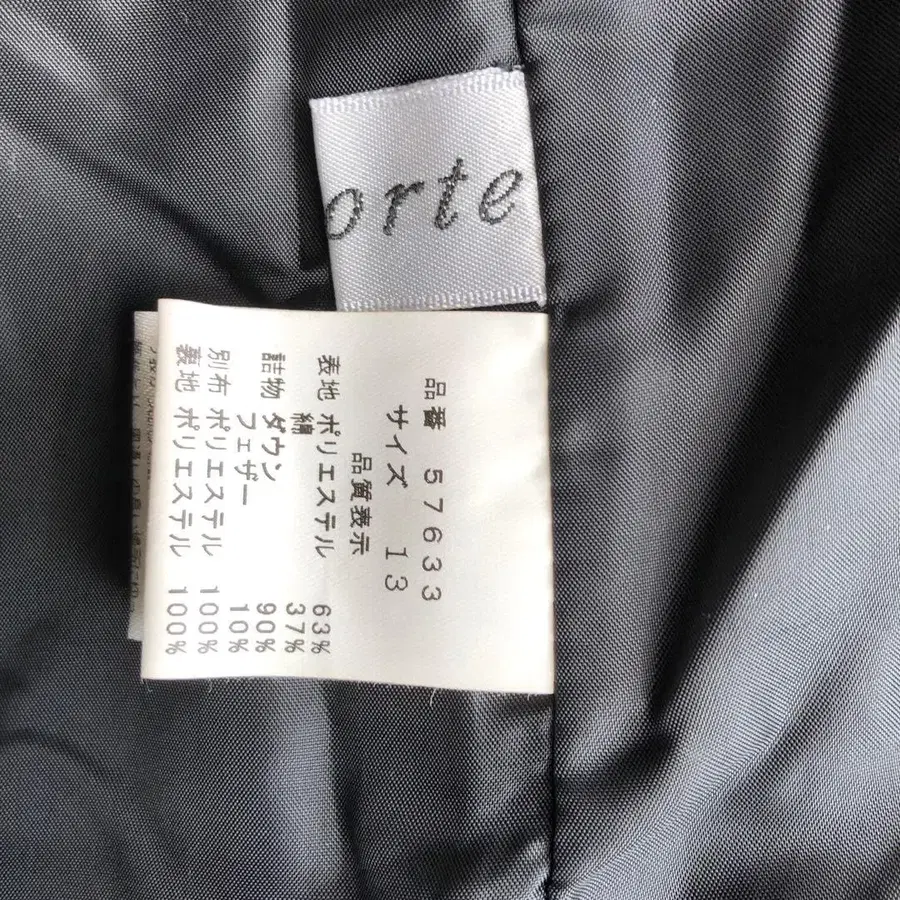 orte
品番 57633
サイズ 13
品質表示
表地 ポリエステル 63%
綿 37%
詰物 ダウン 90%
フェザー 10%
別布 ポリエステル 100%
裏地 ポリエステル 100%